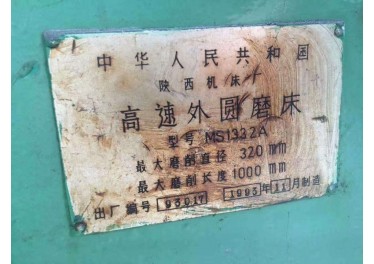 中华人民共和国
陕西机床
高速外圆磨床
型号 MS1332A
最大磨削直径 320 mm
最大磨削长度 1000 mm
出厂编号 93017 1993年11月制造